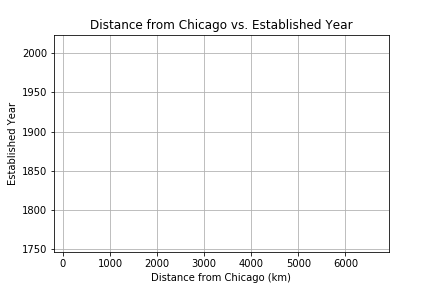 Distance from Chicago vs. Established Year
2000
1950
1900
1850
1800
1750
Established Year
0 1000 2000 3000 4000 5000 6000
Distance from Chicago (km)